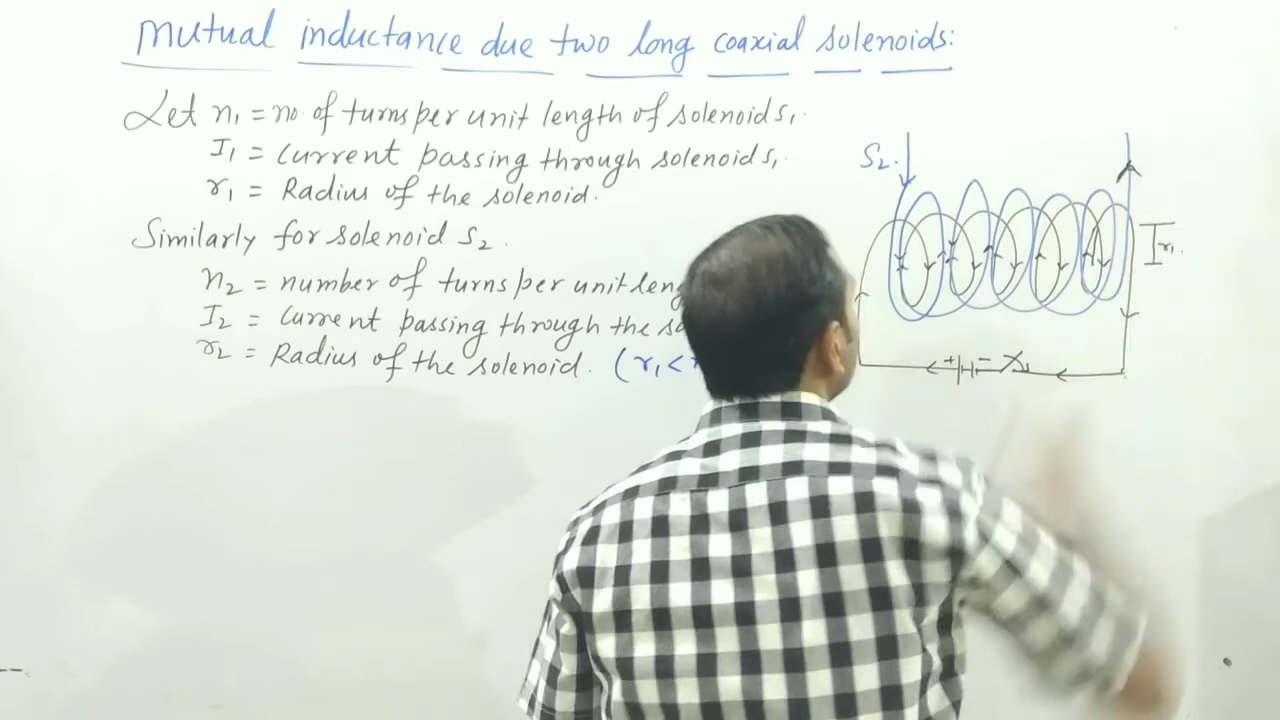 Mutual inductance due two long coaxial solenoids:
Let n₁ = no. of turns per unit length of solenoid s₁.
I₁ = current passing through solenoid s₁.
r₁ = Radius of the solenoid.
Similarly for solenoid s₂.
n₂ = number of turns per unit leng
I₂ = current passing through the so
r₂ = Radius of the solenoid. (r₁ <
S₂.
r₁.
+ -